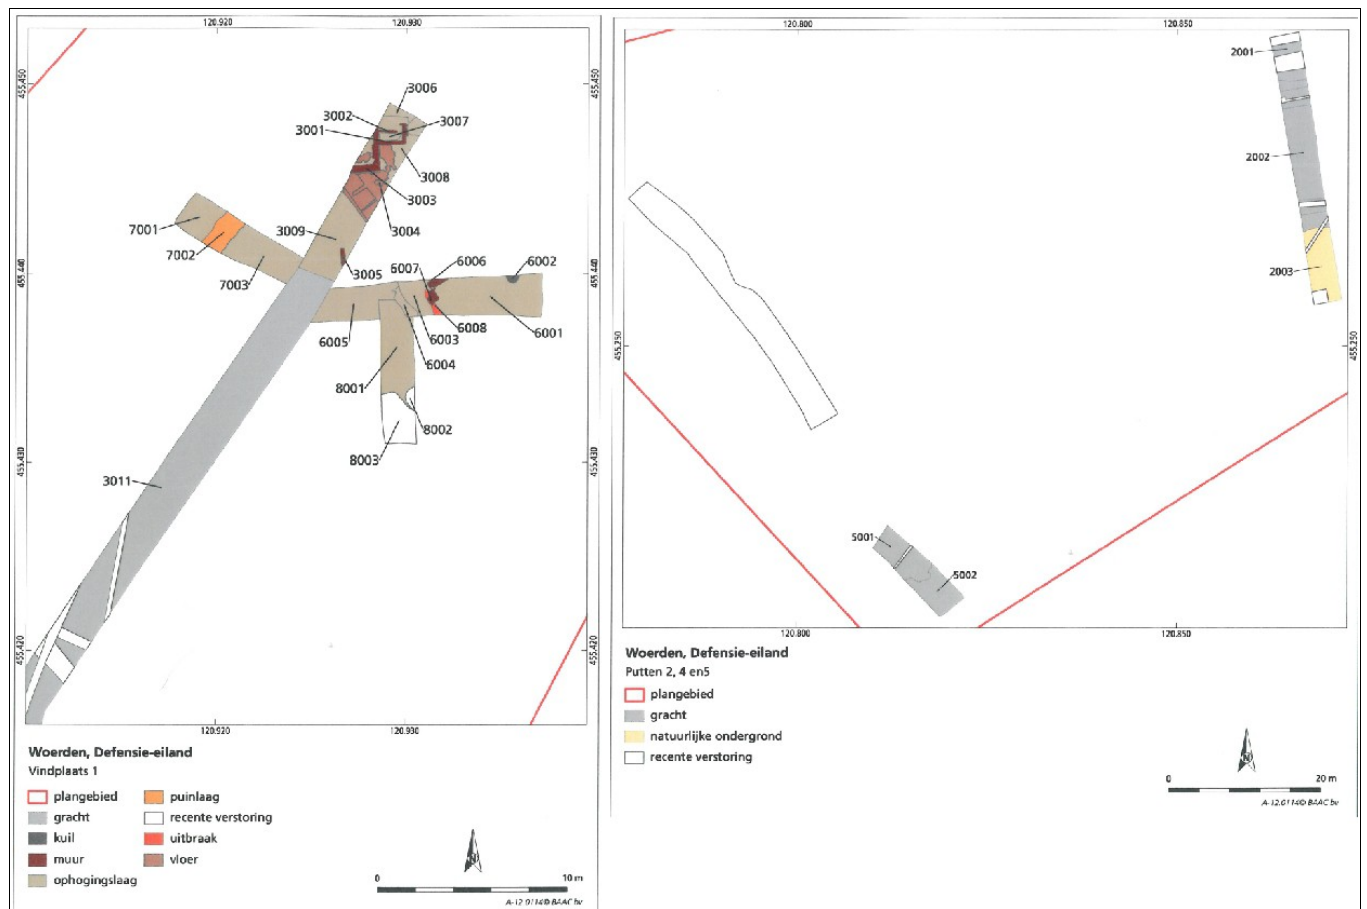 120.920
120.930
455.450
455.450
3006
3002
3007
3001
3008
3003
7001
3009
3004
7002
3005
6007
6006
6002
455.440
455.440
7003
6005
6003
6008
6001
6004
8001
8002
8003
455.430
455.430
3011
455.420
455.420
120.920
120.930
Woerden, Defensie-eiland
Vindplaats 1
plangebied
gracht
kuil
muur
ophogingslaag
puinlaag
recente verstoring
uitbraak
vloer
N
0
10 m
A-12.0114© BAAC bv
120.800
120.850
2001
2002
2003
455.250
455.250
5001
5002
120.800
120.850
Woerden, Defensie-eiland
Putten 2, 4 en5
plangebied
gracht
natuurlijke ondergrond
recente verstoring
N
0
20 m
A-12.0114© BAAC bv